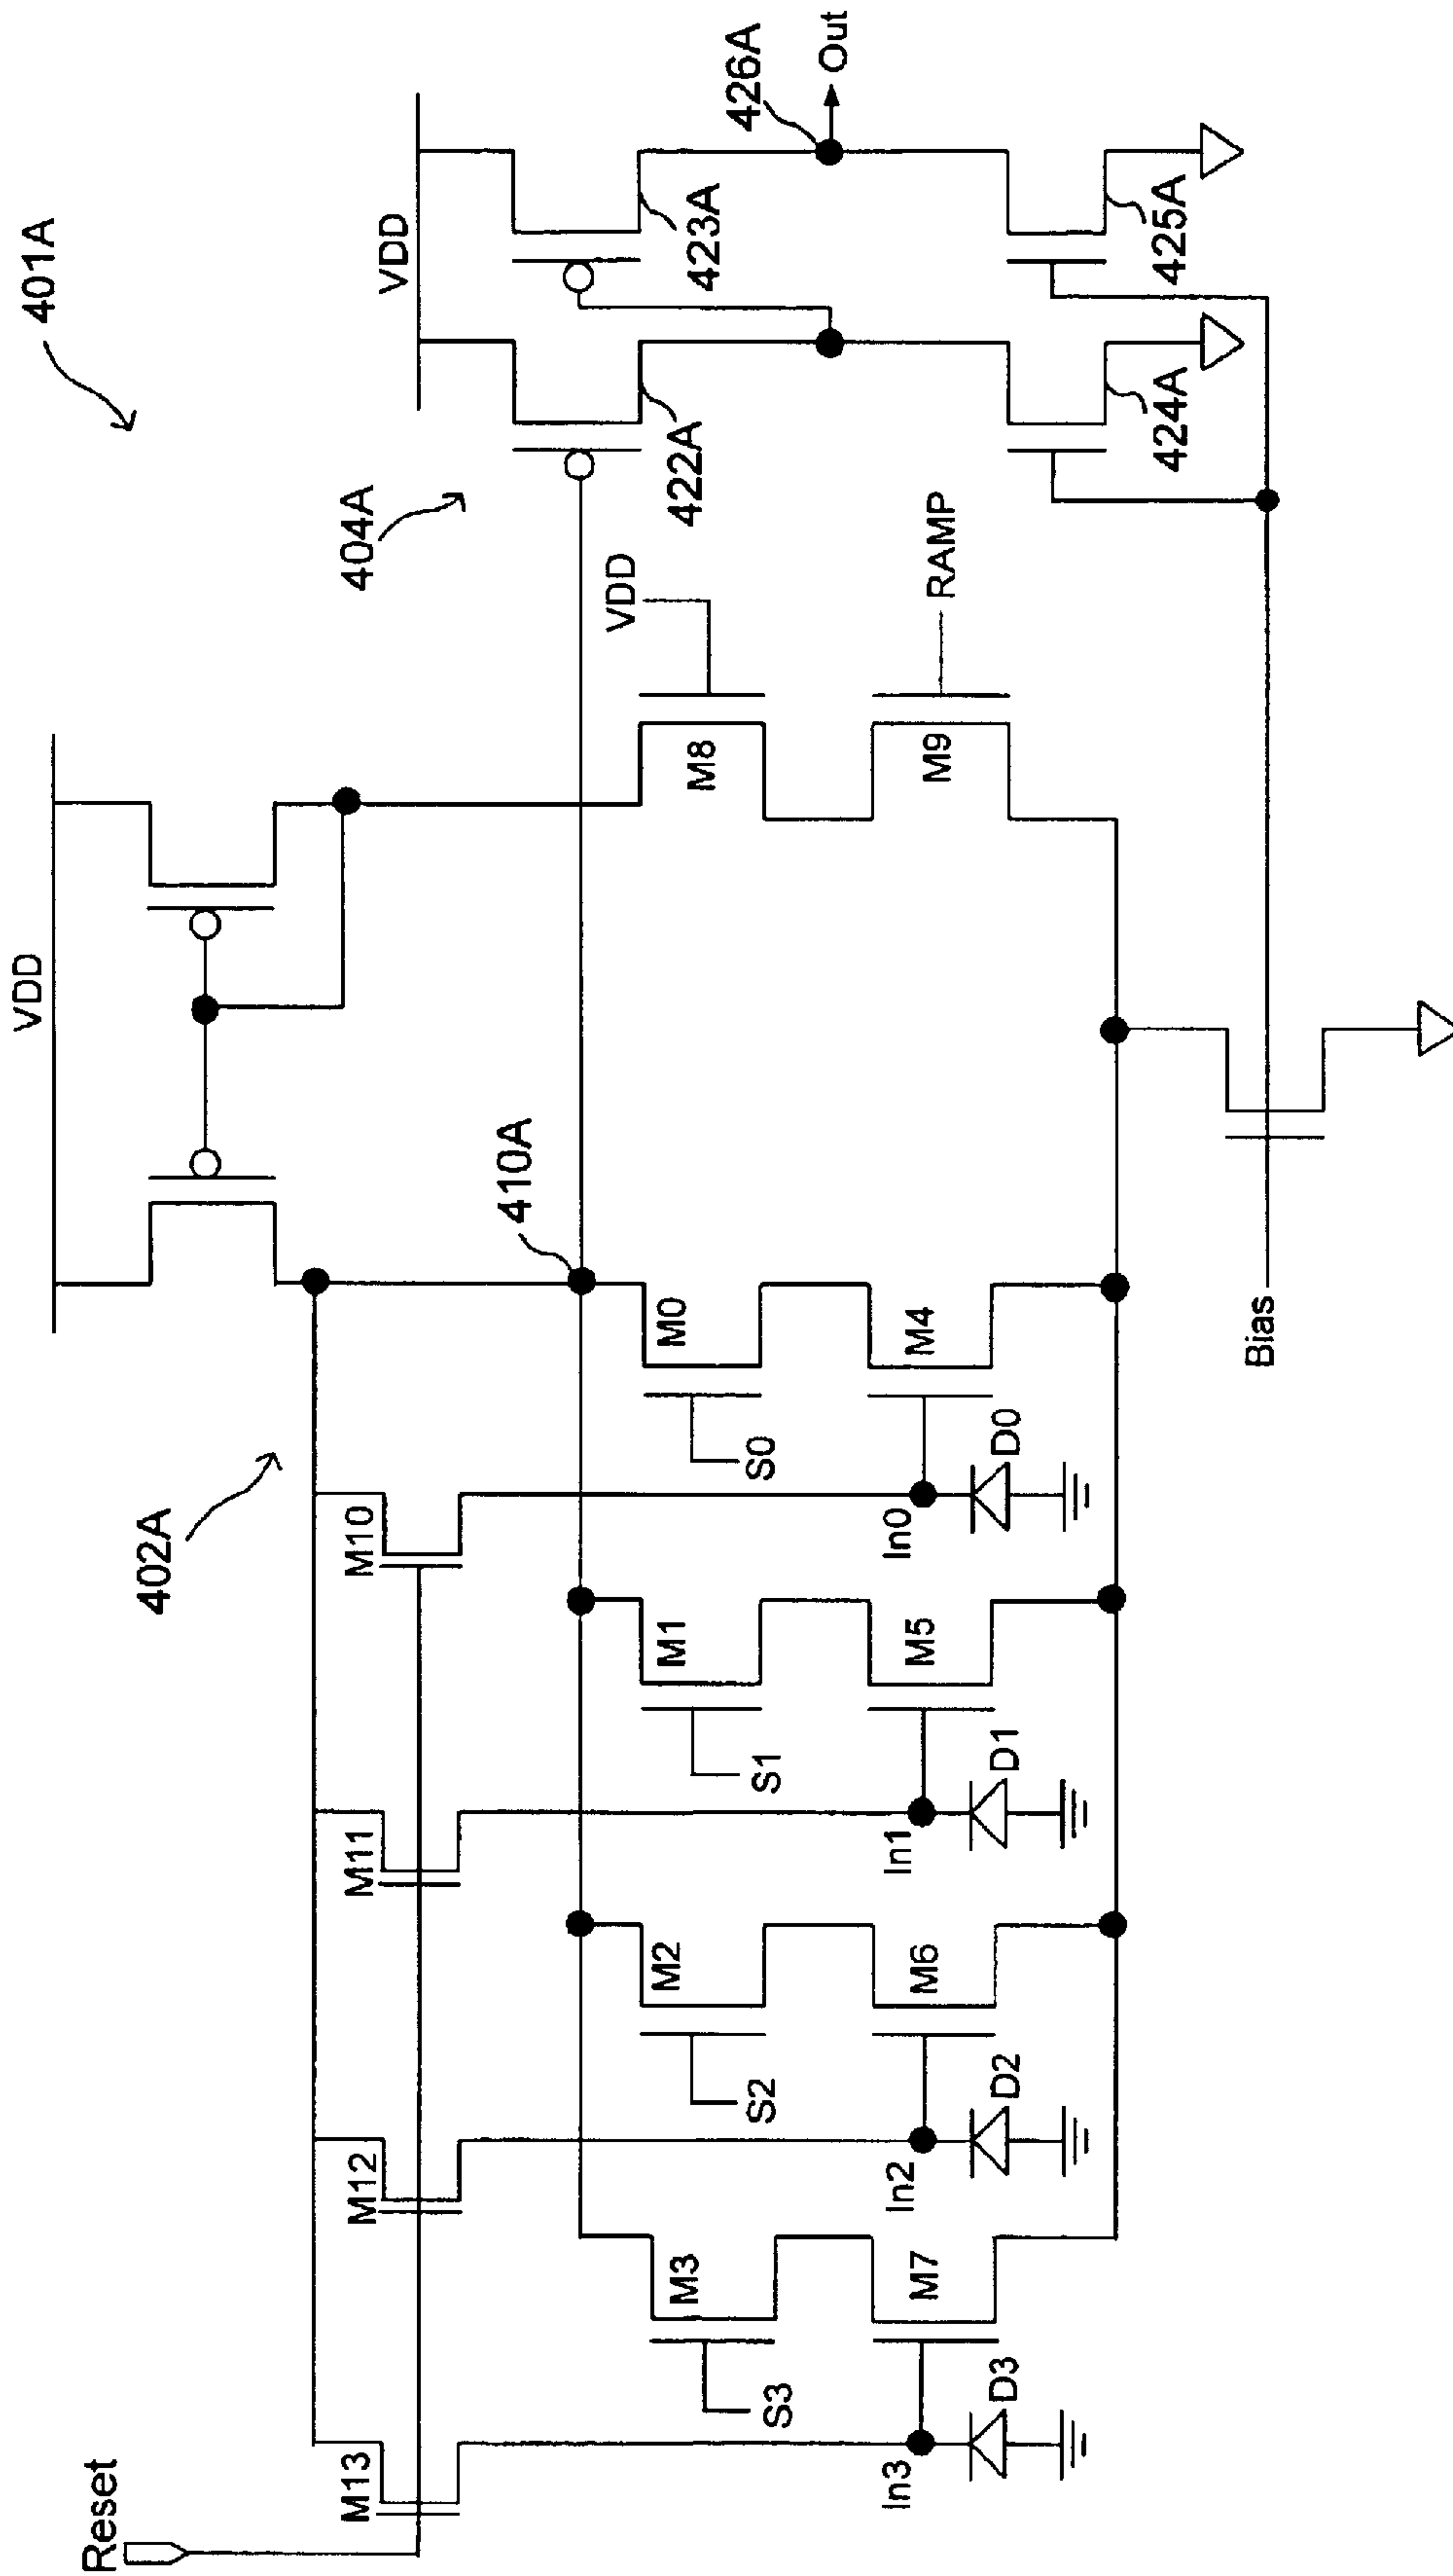 401A
VDD
VDD
402A
404A
Reset
M13
M12
M11
M10
410A
422A
423A
426A
Out
VDD
M3
M2
M1
M0
M8
S3
S2
S1
S0
RAMP
M7
M6
M5
M4
M9
In3
In2
In1
In0
D3
D2
D1
D0
424A
425A
Bias